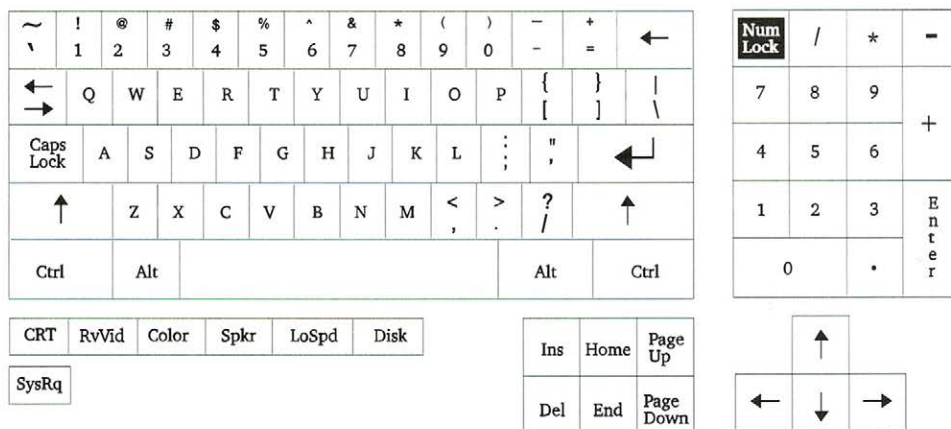 ~ ! @ # $ % ^ & * ( ) — +
` 1 2 3 4 5 6 7 8 9 0 - = ←
← → Q W E R T Y U I O P { [ } ] | \
Caps Lock A S D F G H J K L : ; " ' ↵
↑ Z X C V B N M < , > . ? / ↑
Ctrl Alt Alt Ctrl
Num Lock / * -
7 8 9 +
4 5 6
1 2 3 Enter
0 .
CRT RvVid Color Spkr LoSpd Disk
SysRq
Ins Home Page Up
Del End Page Down
↑
← ↓ →